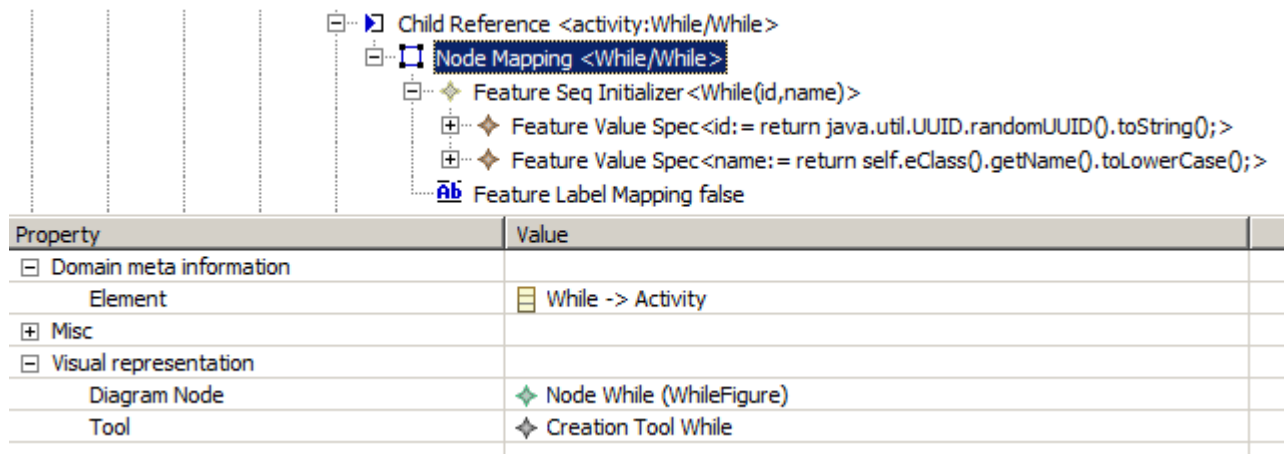 Child Reference <activity:While/While>
Node Mapping <While/While>
Feature Seq Initializer<While(id,name)>
Feature Value Spec<id:= return java.util.UUID.randomUUID().toString();>
Feature Value Spec<name:= return self.eClass().getName().toLowerCase();>
Ab Feature Label Mapping false
Property Value
Domain meta information
Element While -> Activity
Misc
Visual representation
Diagram Node Node While (WhileFigure)
Tool Creation Tool While